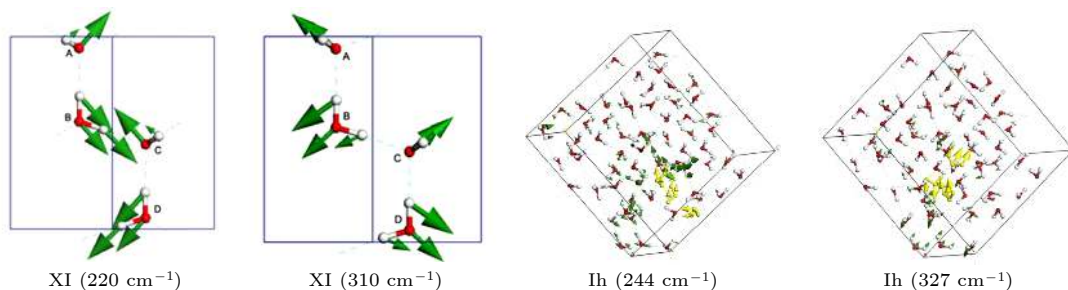 A
B
C
D
A
B
C
D
XI (220 cm⁻¹)
XI (310 cm⁻¹)
Ih (244 cm⁻¹)
Ih (327 cm⁻¹)